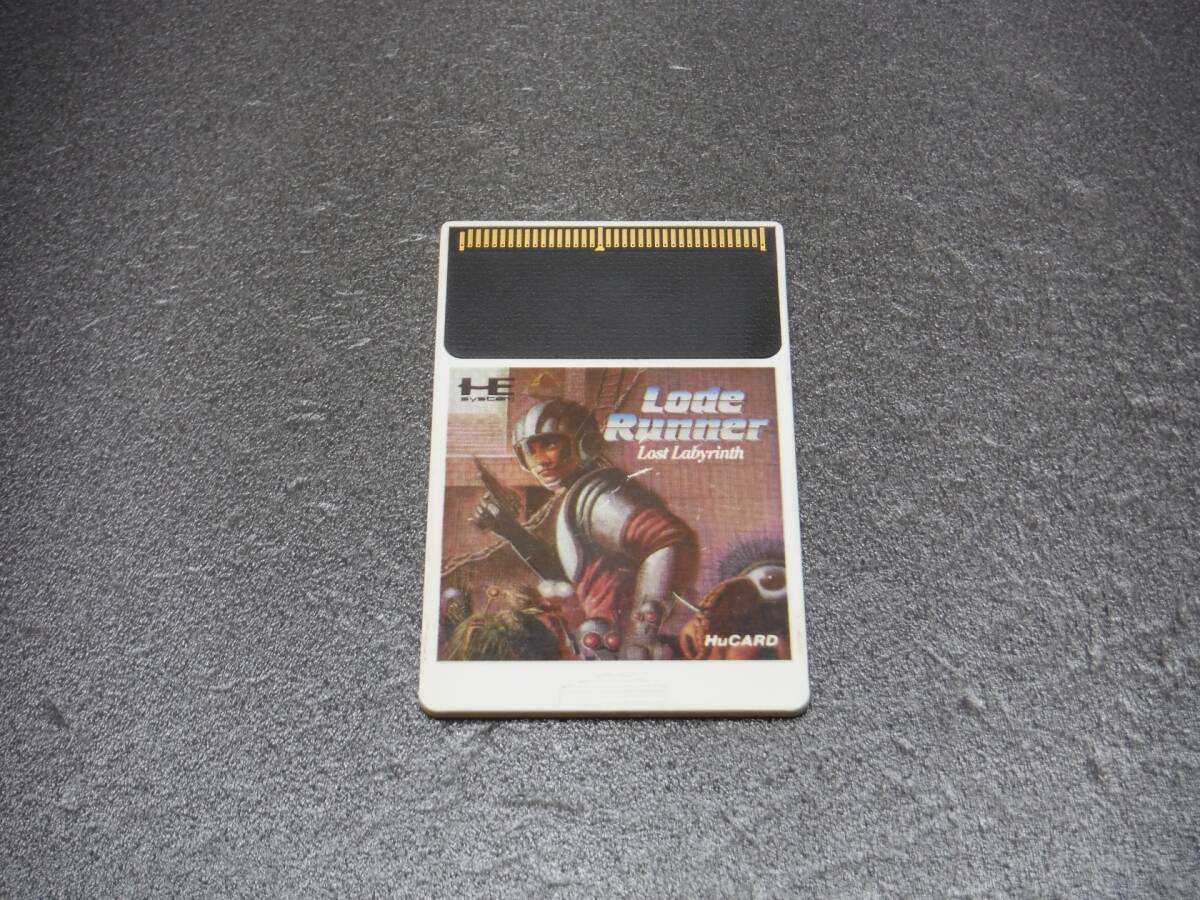 HE
system
Lode
Runner
Lost Labyrinth
HuCARD